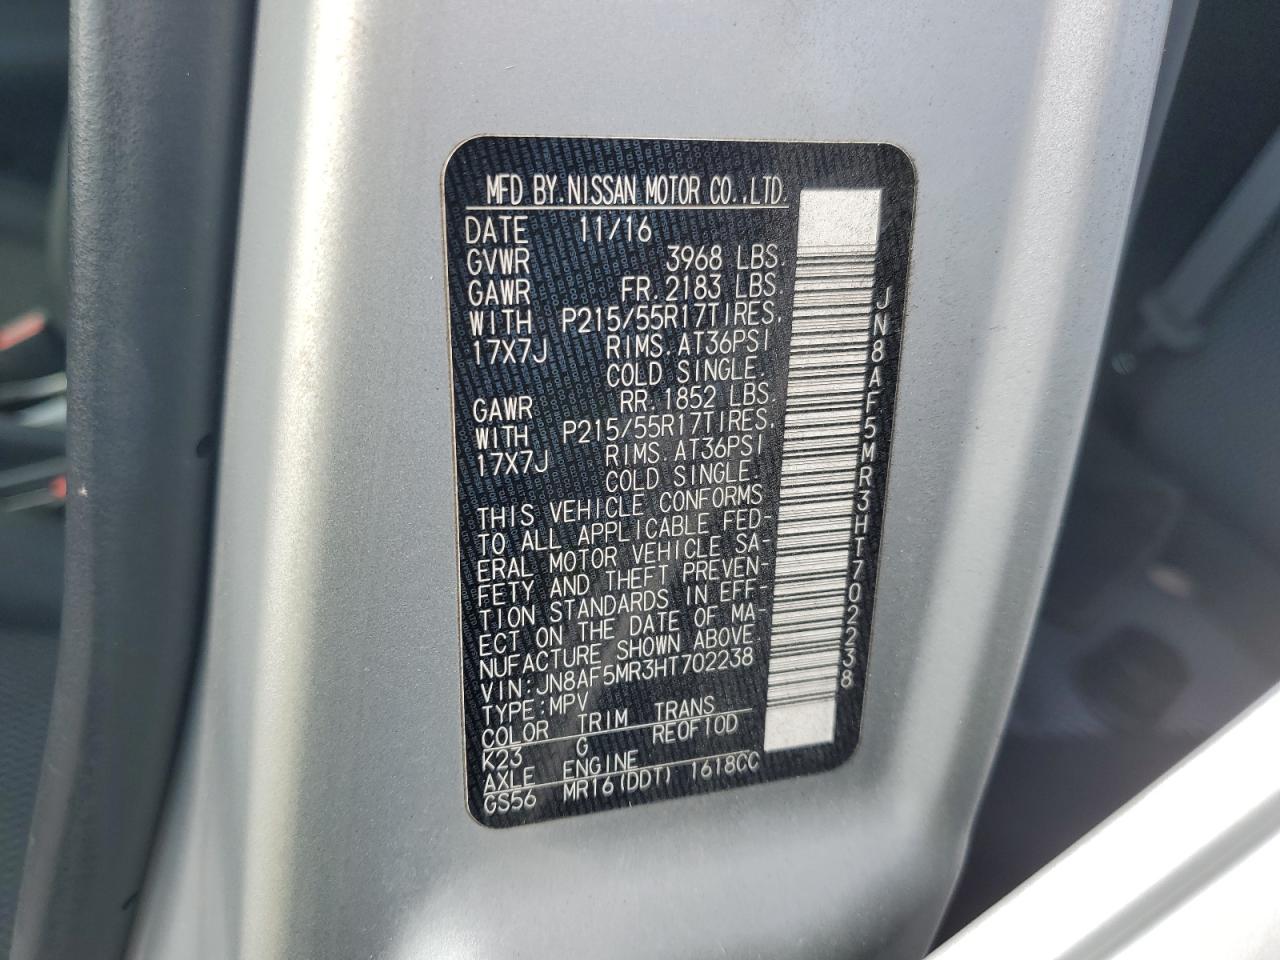 MFD BY.NISSAN MOTOR CO.,LTD.
DATE 11/16
GVWR 3968 LBS.
GAWR FR.2183 LBS.
WITH P215/55R17TIRES,
17X7J RIMS.AT36PSI
COLD SINGLE.
GAWR RR.1852 LBS.
WITH P215/55R17TIRES,
17X7J RIMS.AT36PSI
COLD SINGLE.
THIS VEHICLE CONFORMS
TO ALL APPLICABLE FED-
ERAL MOTOR VEHICLE SA-
FETY AND THEFT PREVEN-
TION STANDARDS IN EFF-
ECT ON THE DATE OF MA-
NUFACTURE SHOWN ABOVE.
VIN:JN8AF5MR3HT702238
TYPE:MPV
COLOR TRIM TRANS
K23 G RE0F10D
AXLE ENGINE
GS56 MR16(DDT) 1618CC
JN8AF5MR3HT702238